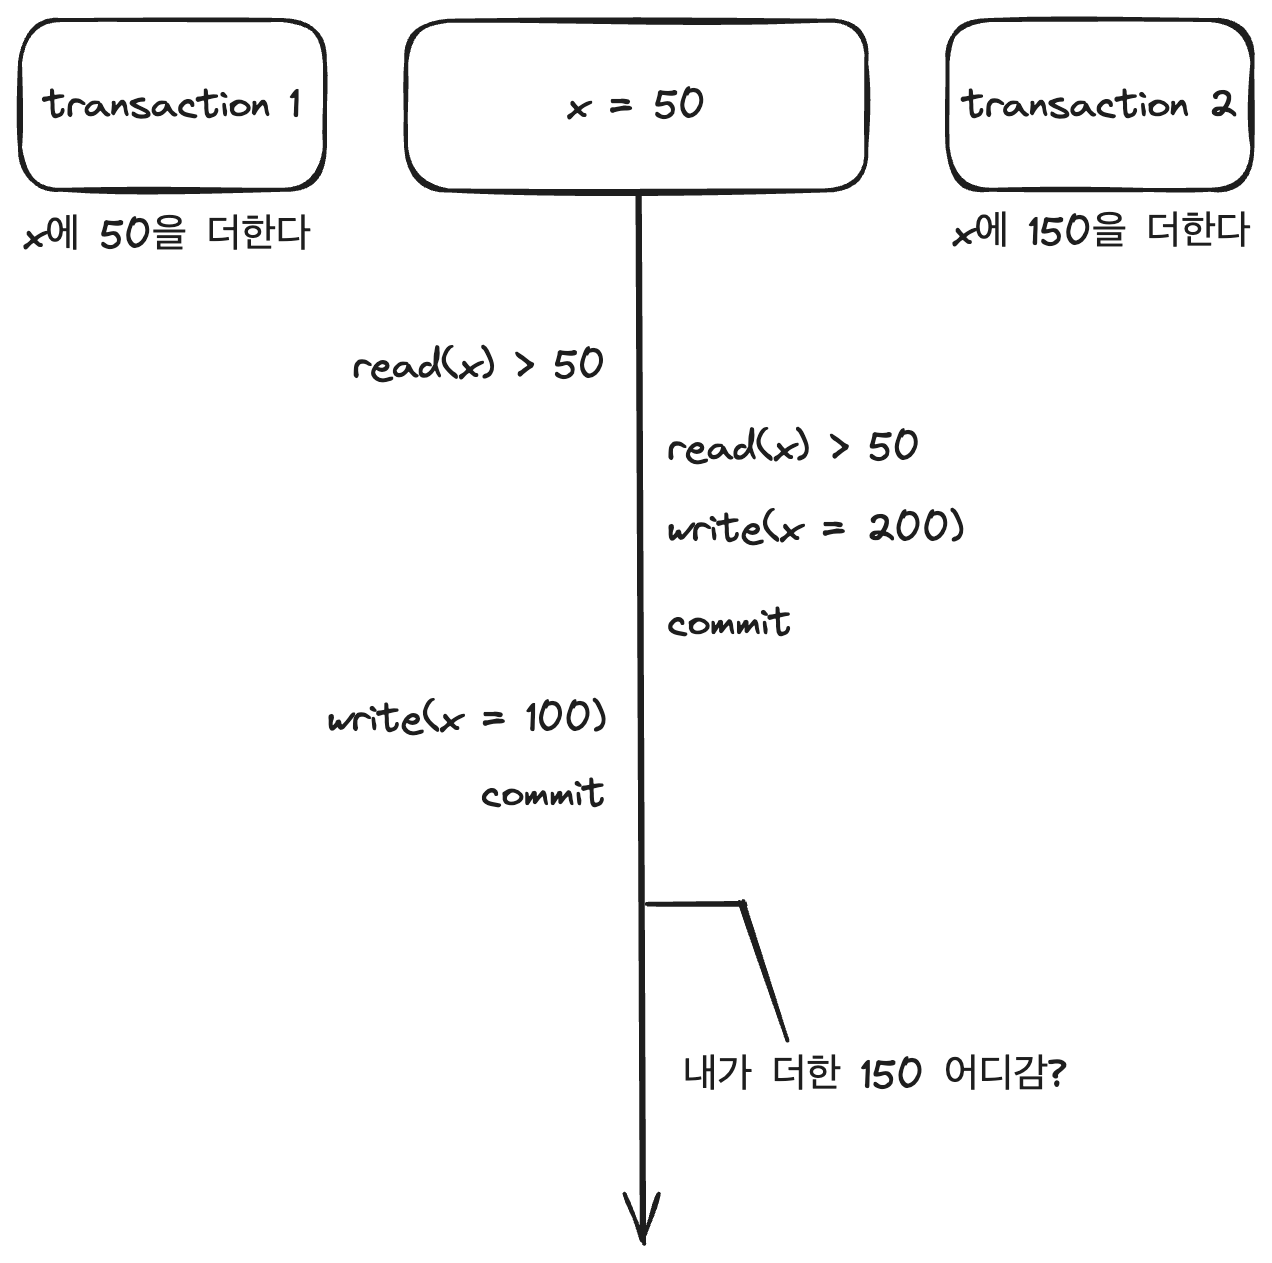 transaction 1
x = 50
transaction 2
x에 50을 더한다
x에 150을 더한다
read(x) > 50
read(x) > 50
write(x = 200)
commit
write(x = 100)
commit
내가 더한 150 어디감?